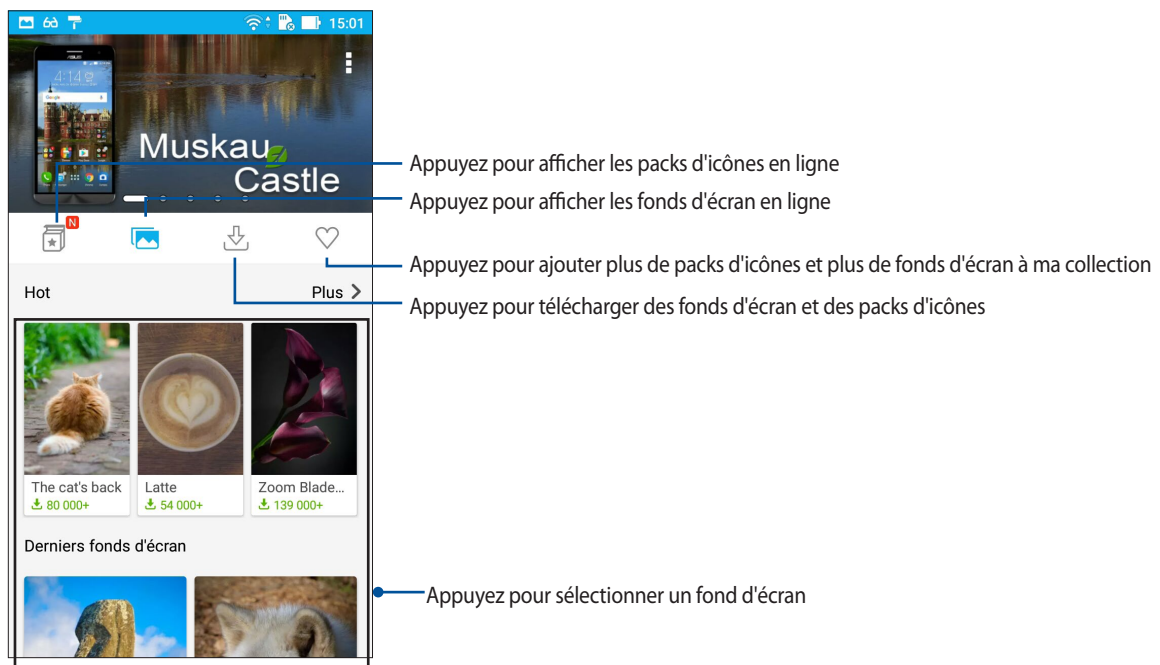 15:01
ASUS
4:14
Google
Muskau
Castle
Appuyez pour afficher les packs d'icônes en ligne
Appuyez pour afficher les fonds d'écran en ligne
N
Appuyez pour ajouter plus de packs d'icônes et plus de fonds d'écran à ma collection
Hot
Plus
Appuyez pour télécharger des fonds d'écran et des packs d'icônes
The cat's back
80 000+
Latte
54 000+
Zoom Blade...
139 000+
Derniers fonds d'écran
Appuyez pour sélectionner un fond d'écran